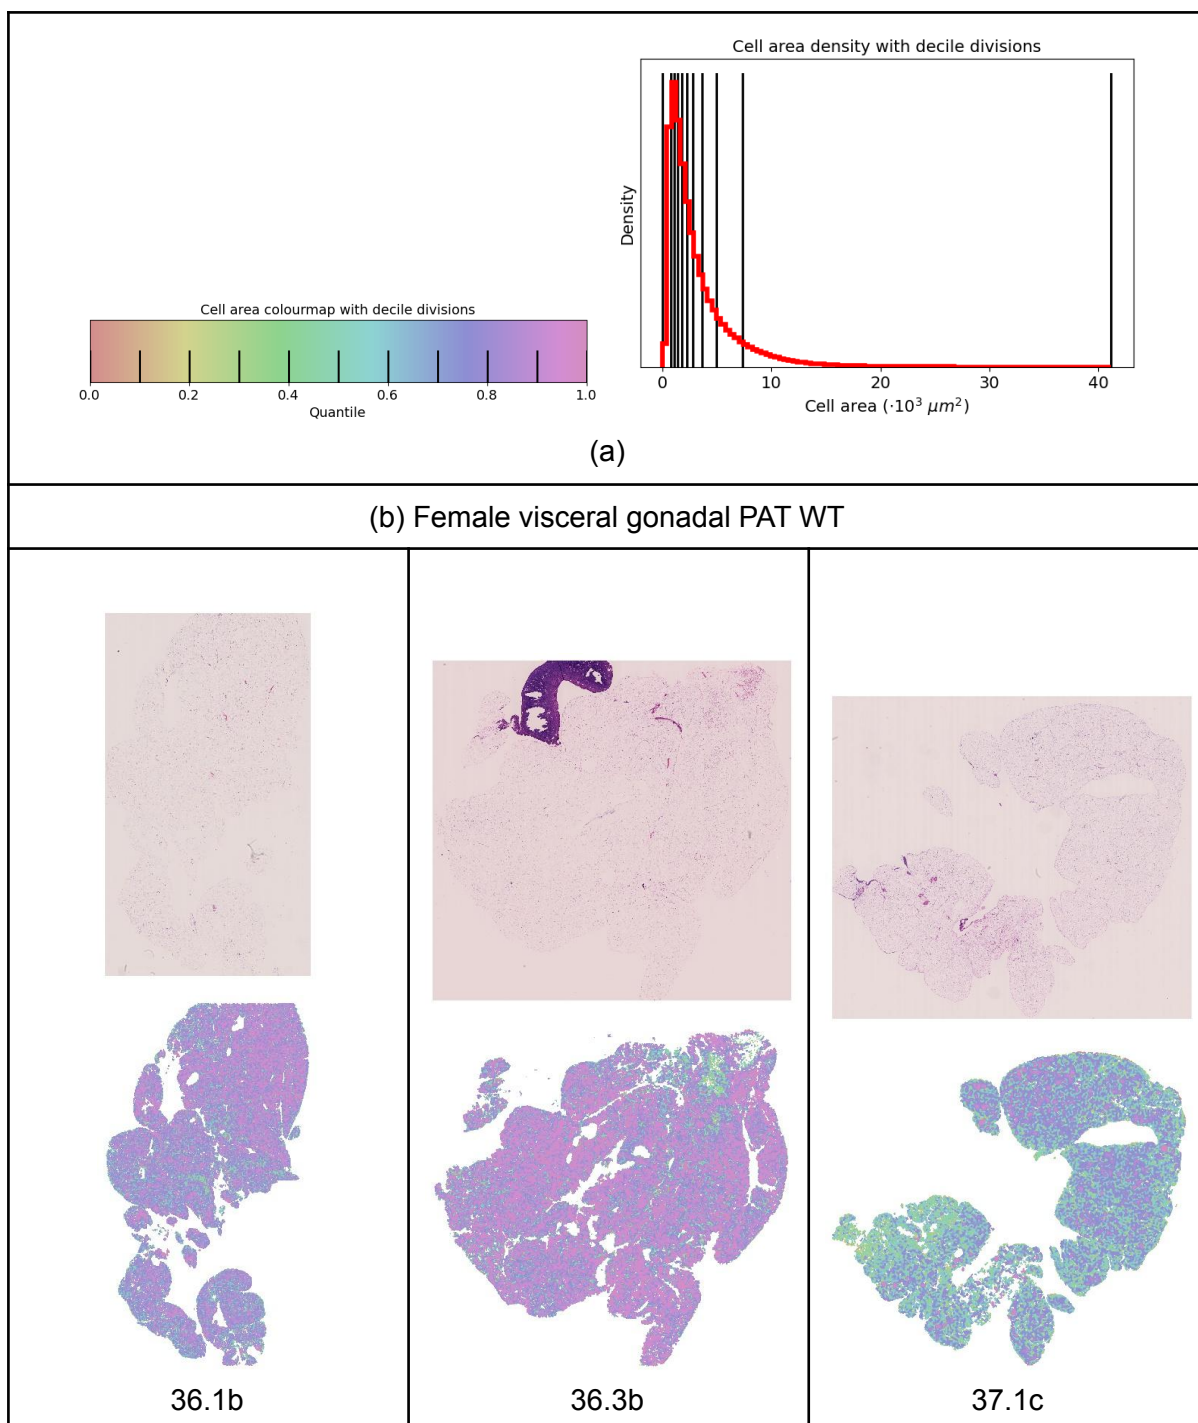 Cell area density with decile divisions
Density
0 10 20 30 40
Cell area (·10³ μm²)
Cell area colourmap with decile divisions
0.0 0.2 0.4 0.6 0.8 1.0
Quantile
(a)
(b) Female visceral gonadal PAT WT
36.1b 36.3b 37.1c